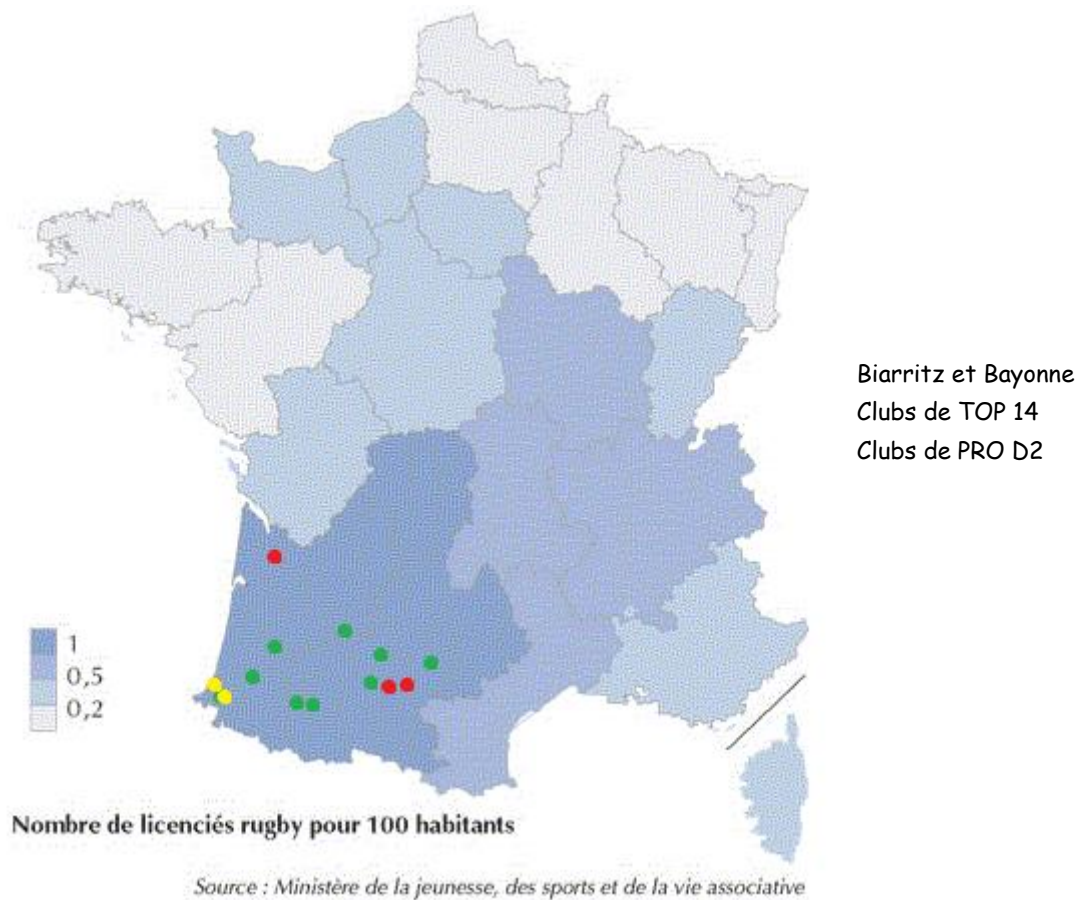 Biarritz et Bayonne
Clubs de TOP 14
Clubs de PRO D2
1
0,5
0,2
Nombre de licenciés rugby pour 100 habitants
Source : Ministère de la jeunesse, des sports et de la vie associative